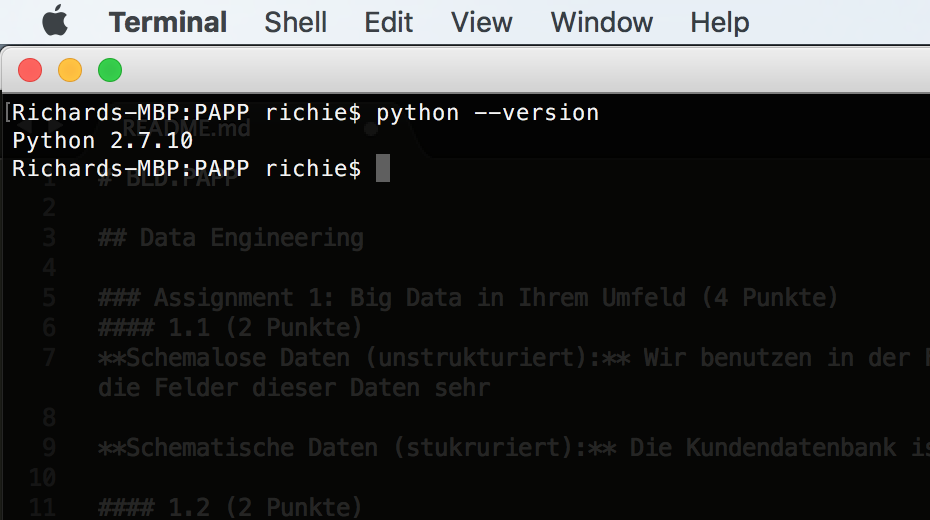 Terminal Shell Edit View Window Help
[Richards-MBP:PAPP richie$ python --version
Python 2.7.10
Richards-MBP:PAPP richie$
README.md
1 # BLD.PAPP
2
3 ## Data Engineering
4
5 ### Assignment 1: Big Data in Ihrem Umfeld (4 Punkte)
6 #### 1.1 (2 Punkte)
7 **Schemalose Daten (unstrukturiert):** Wir benutzen in der
die Felder dieser Daten sehr
8
9 **Schematische Daten (stukruriert):** Die Kundendatenbank is
10
11 #### 1.2 (2 Punkte)